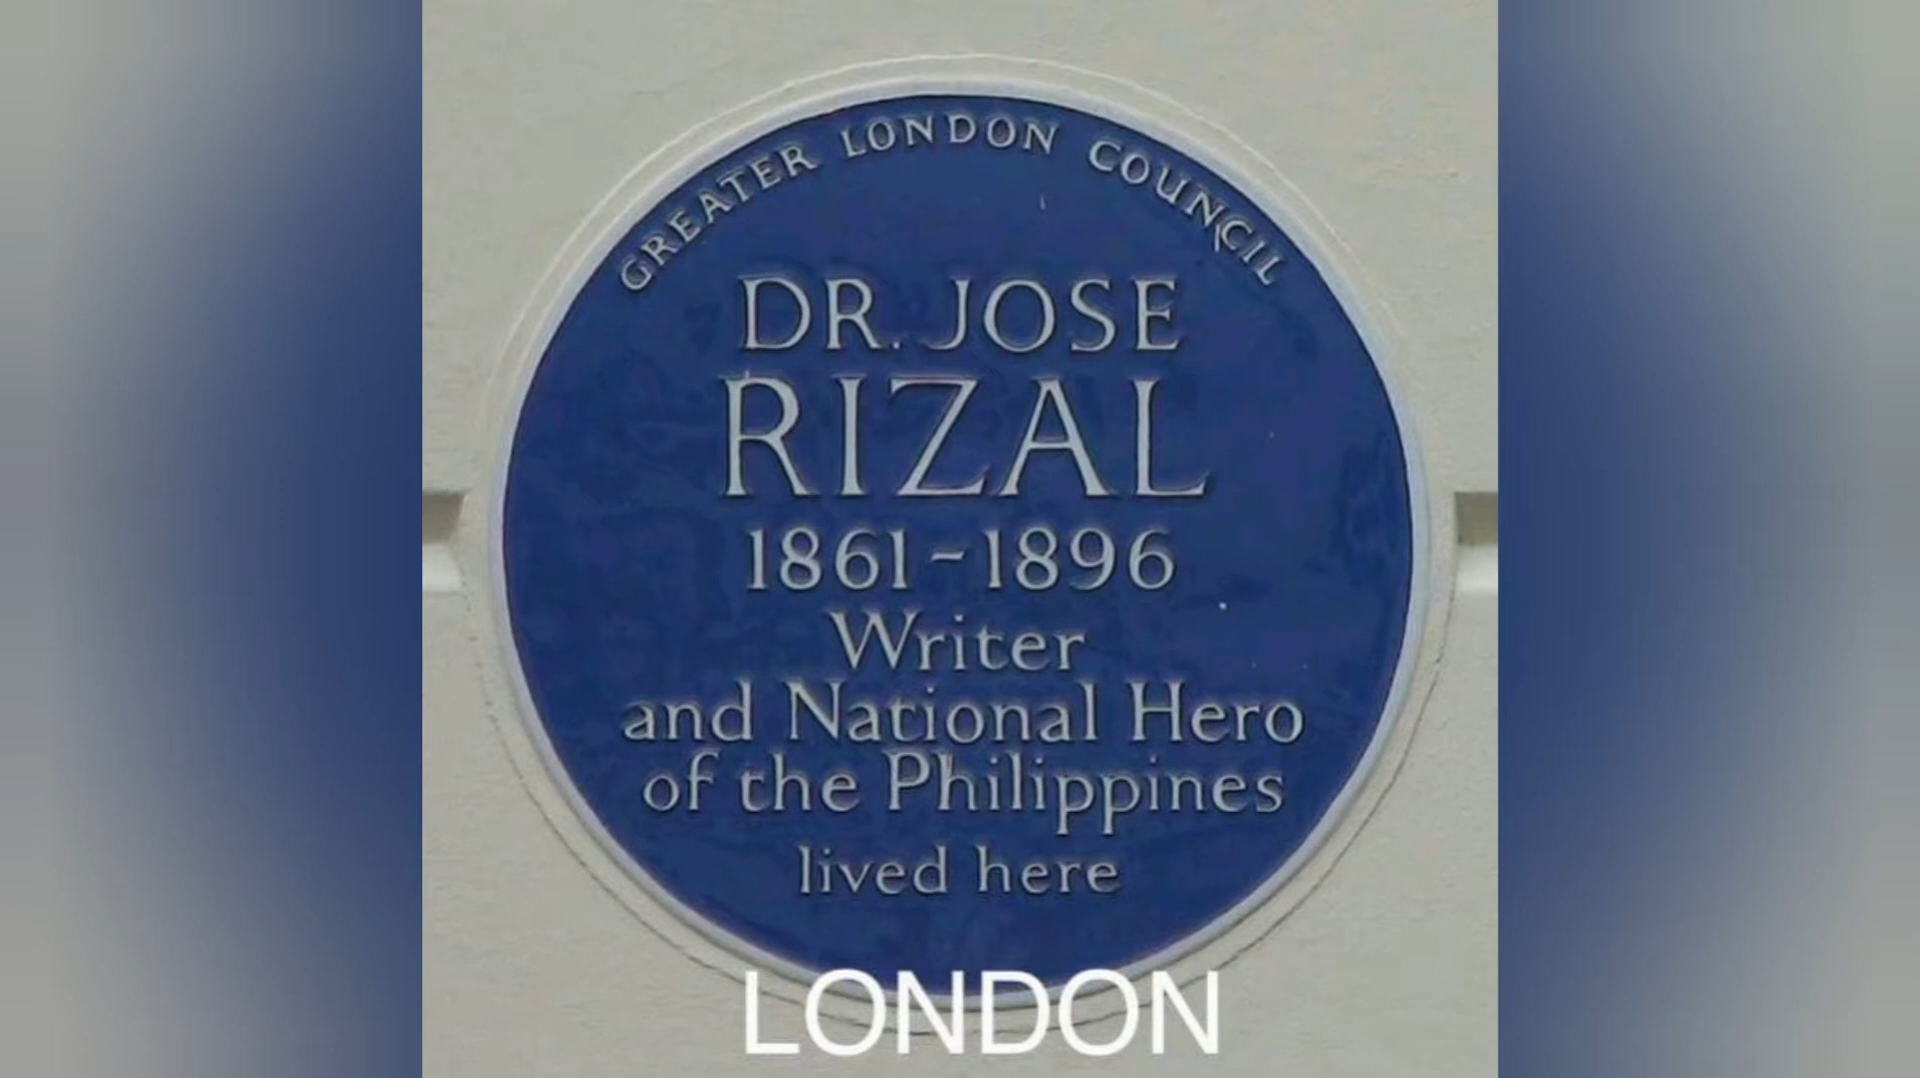 GREATER LONDON COUNCIL
DR. JOSE
RIZAL
1861-1896
Writer
and National Hero
of the Philippines
lived here
LONDON